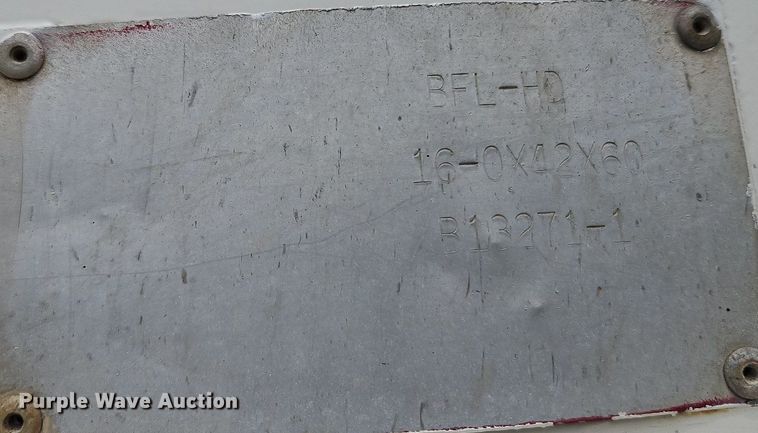 BFL-HD
16-0X42X60
B13271-1
Purple Wave Auction